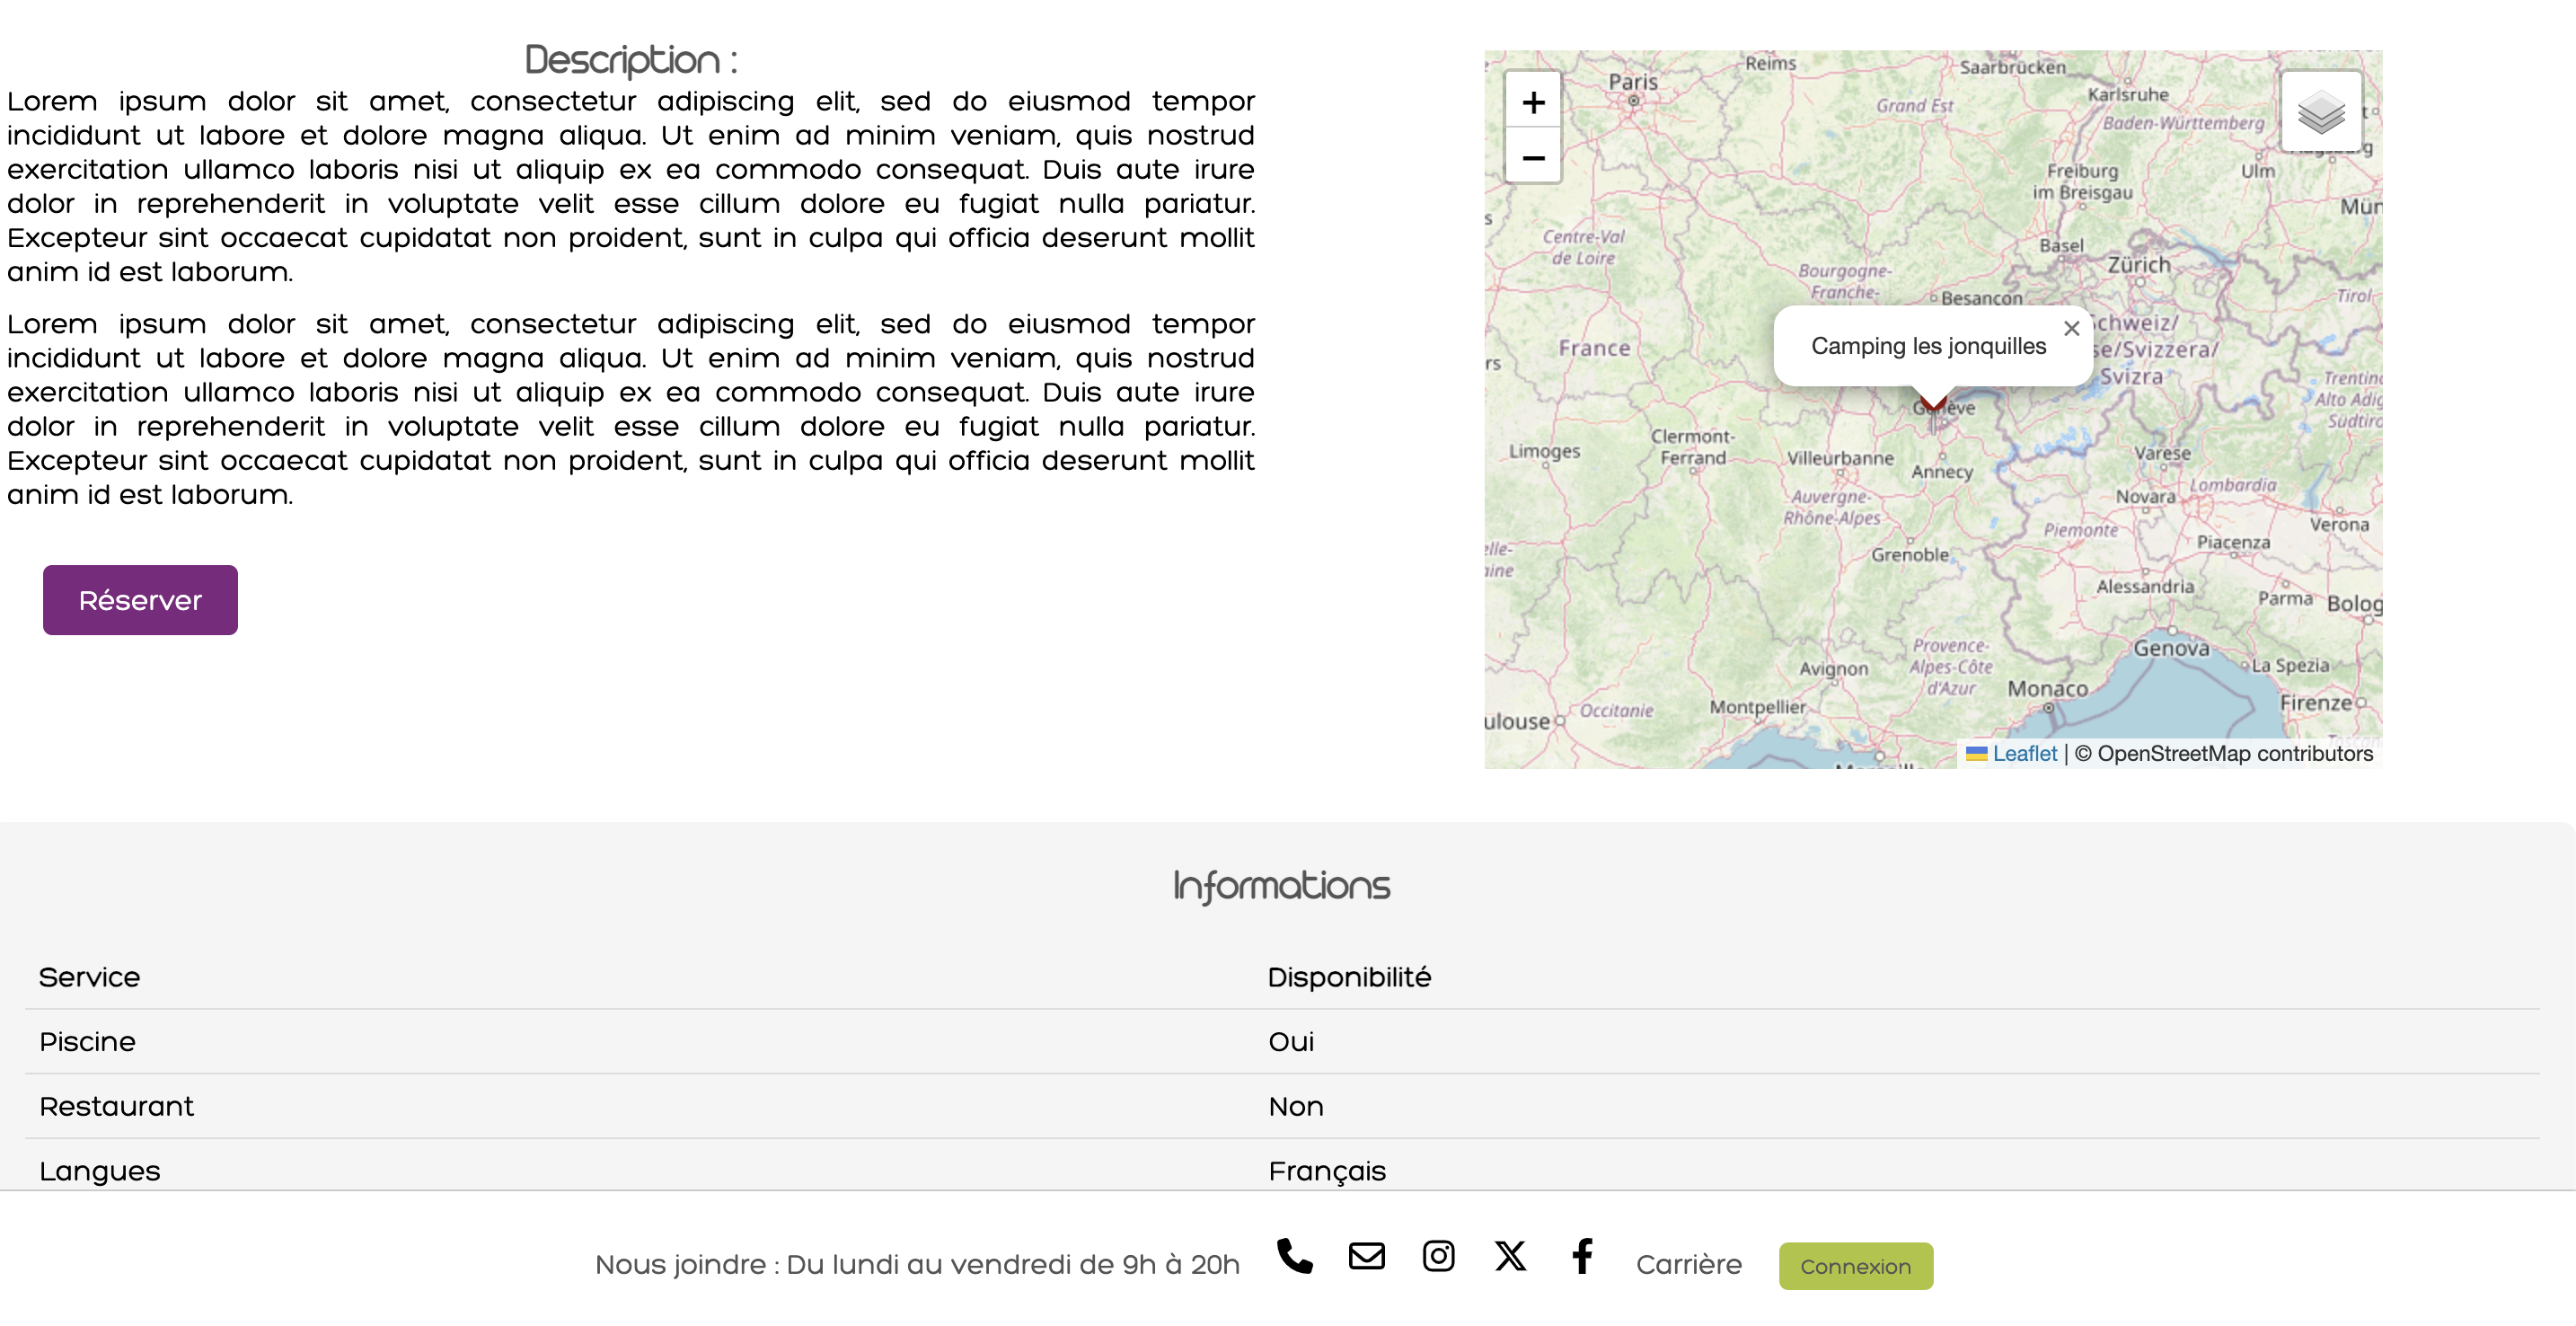 Description :
Lorem ipsum dolor sit amet, consectetur adipiscing elit, sed do eiusmod tempor
incididunt ut labore et dolore magna aliqua. Ut enim ad minim veniam, quis nostrud
exercitation ullamco laboris nisi ut aliquip ex ea commodo consequat. Duis aute irure
dolor in reprehenderit in voluptate velit esse cillum dolore eu fugiat nulla pariatur.
Excepteur sint occaecat cupidatat non proident, sunt in culpa qui officia deserunt mollit
anim id est laborum.
Lorem ipsum dolor sit amet, consectetur adipiscing elit, sed do eiusmod tempor
incididunt ut labore et dolore magna aliqua. Ut enim ad minim veniam, quis nostrud
exercitation ullamco laboris nisi ut aliquip ex ea commodo consequat. Duis aute irure
dolor in reprehenderit in voluptate velit esse cillum dolore eu fugiat nulla pariatur.
Excepteur sint occaecat cupidatat non proident, sunt in culpa qui officia deserunt mollit
anim id est laborum.
Réserver
+
−
Paris
Reims
Saarbrücken
Karlsruhe
Grand Est
Baden-Württemberg
Freiburg
im Breisgau
Ulm
Mün
Centre-Val
de Loire
Basel
Zürich
Bourgogne-
Franche-
Besançon
Tirol
Schweiz/
se/Svizzera/
Svizra
France
Camping les jonquilles
×
Trentino
Alto Adig
Südtiro
Genève
Limoges
Clermont-
Ferrand
Villeurbanne
Annecy
Varese
Lombardia
Novara
Auvergne-
Rhône-Alpes
Piemonte
Verona
Piacenza
Grenoble
elle-
aine
Alessandria
Parma
Bolog
Provence-
Alpes-Côte
d'Azur
Avignon
Genova
La Spezia
Monaco
Firenze
ulouse
Occitanie
Montpellier
Leaflet | © OpenStreetMap contributors
Informations
Service Disponibilité
Piscine Oui
Restaurant Non
Langues Français
Nous joindre : Du lundi au vendredi de 9h à 20h Carrière Connexion